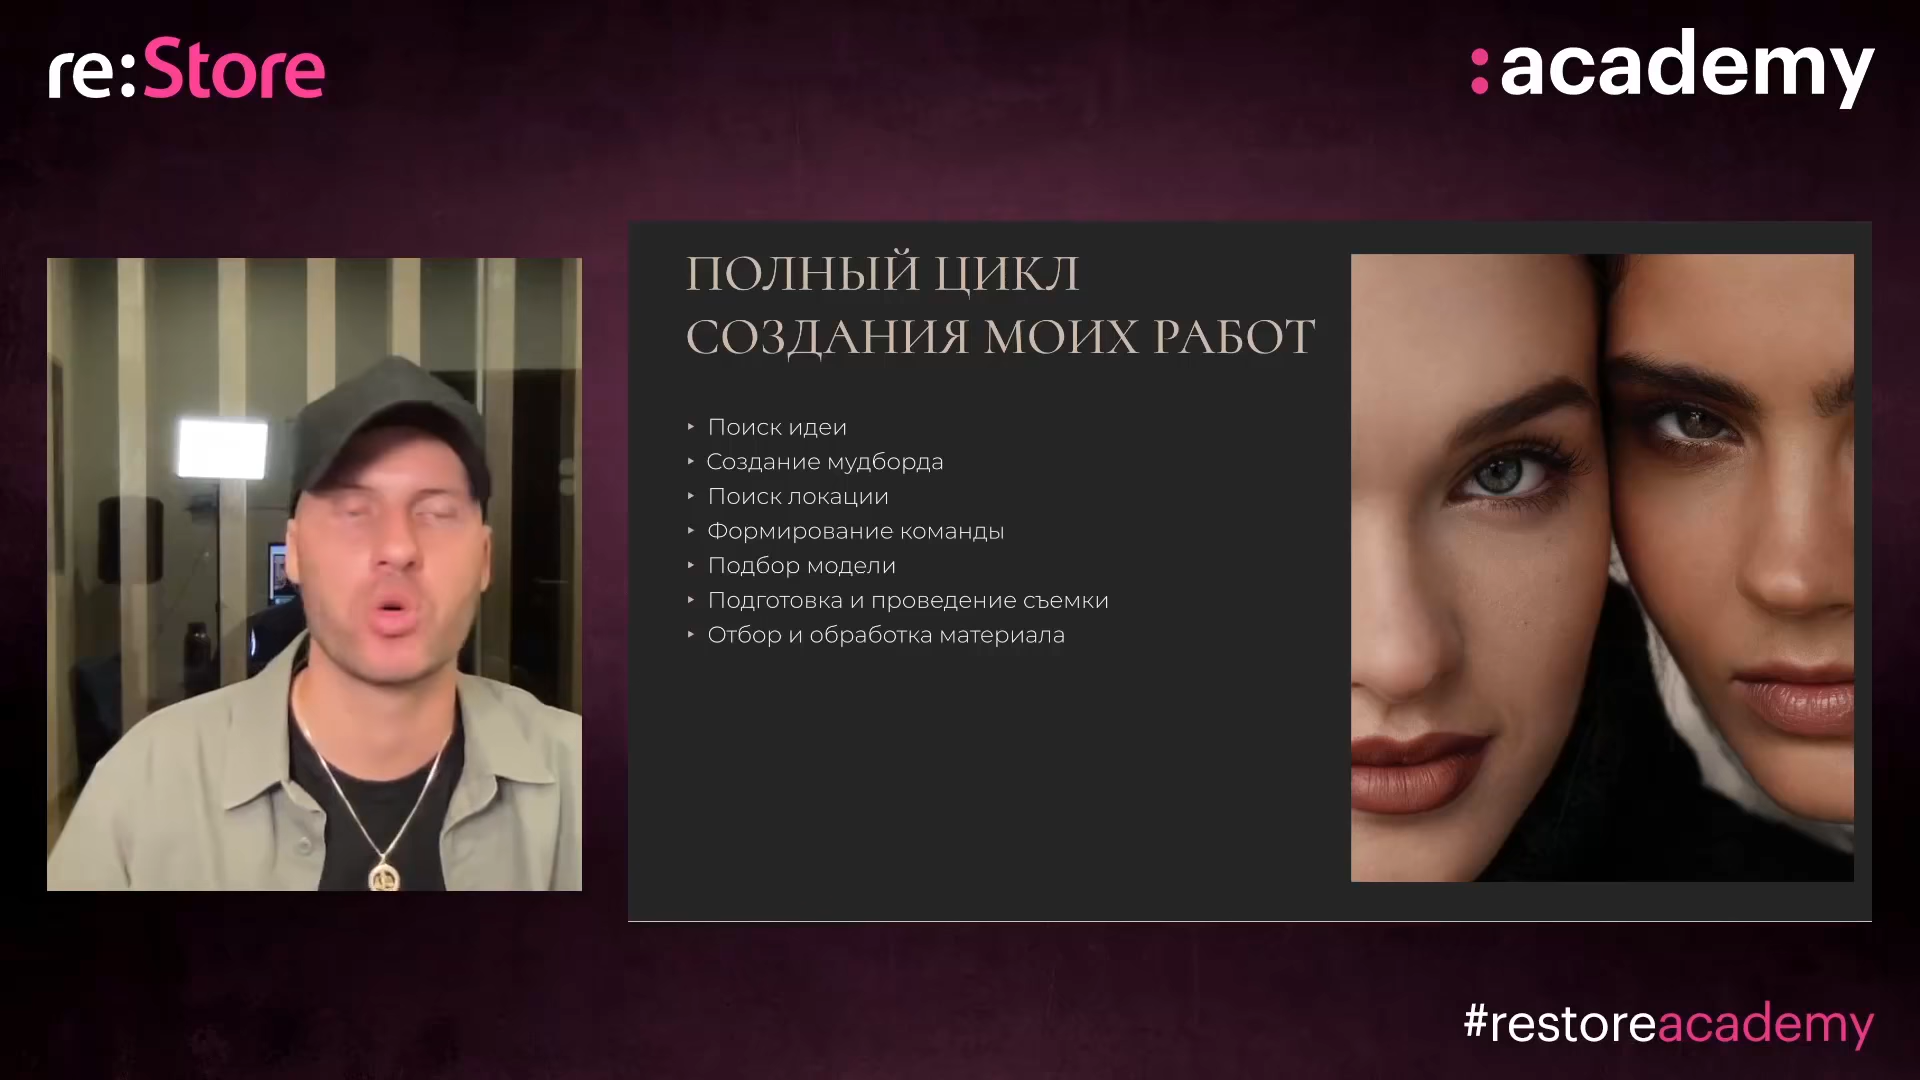 re:Store
:academy
ПОЛНЫЙ ЦИКЛ
СОЗДАНИЯ МОИХ РАБОТ
‣ Поиск идеи
‣ Создание мудборда
‣ Поиск локации
‣ Формирование команды
‣ Подбор модели
‣ Подготовка и проведение съемки
‣ Отбор и обработка материала
#restoreacademy